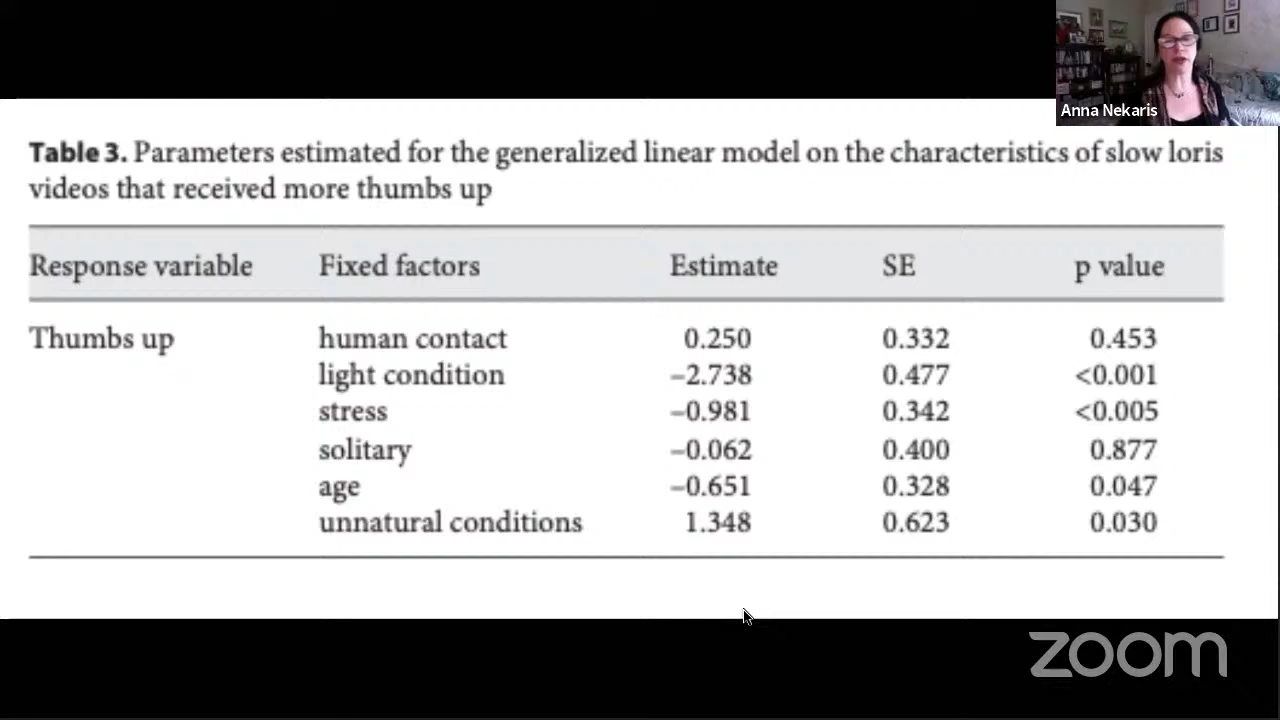 Anna Nekaris
Table 3. Parameters estimated for the generalized linear model on the characteristics of slow loris
videos that received more thumbs up
Response variable Fixed factors Estimate SE p value
Thumbs up human contact 0.250 0.332 0.453
light condition –2.738 0.477 <0.001
stress –0.981 0.342 <0.005
solitary –0.062 0.400 0.877
age –0.651 0.328 0.047
unnatural conditions 1.348 0.623 0.030
zoom